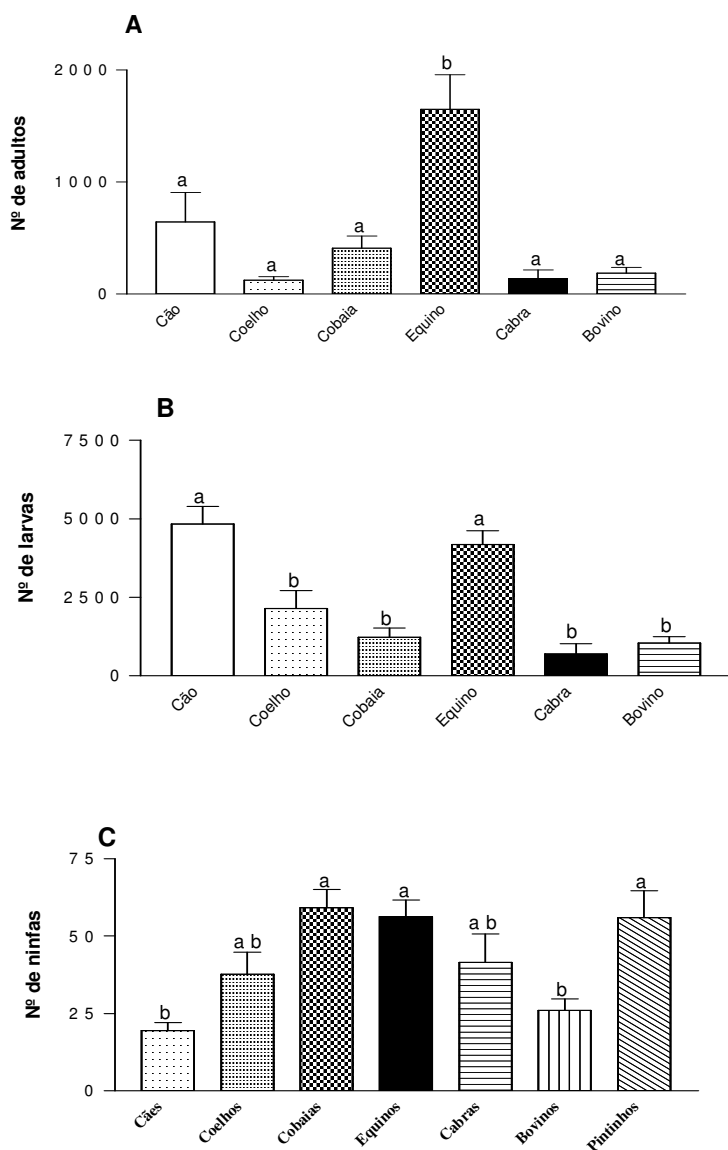 A
Nº de adultos
2000
1000
0
a
a
a
b
a
a
Cão
Coelho
Cobaia
Equino
Cabra
Bovino
B
Nº de larvas
7500
5000
2500
0
a
b
b
a
b
b
Cão
Coelho
Cobaia
Equino
Cabra
Bovino
C
Nº de ninfas
75
50
25
0
b
a b
a
a
a b
b
a
Cães
Coelhos
Cobaias
Equinos
Cabras
Bovinos
Pintinhos